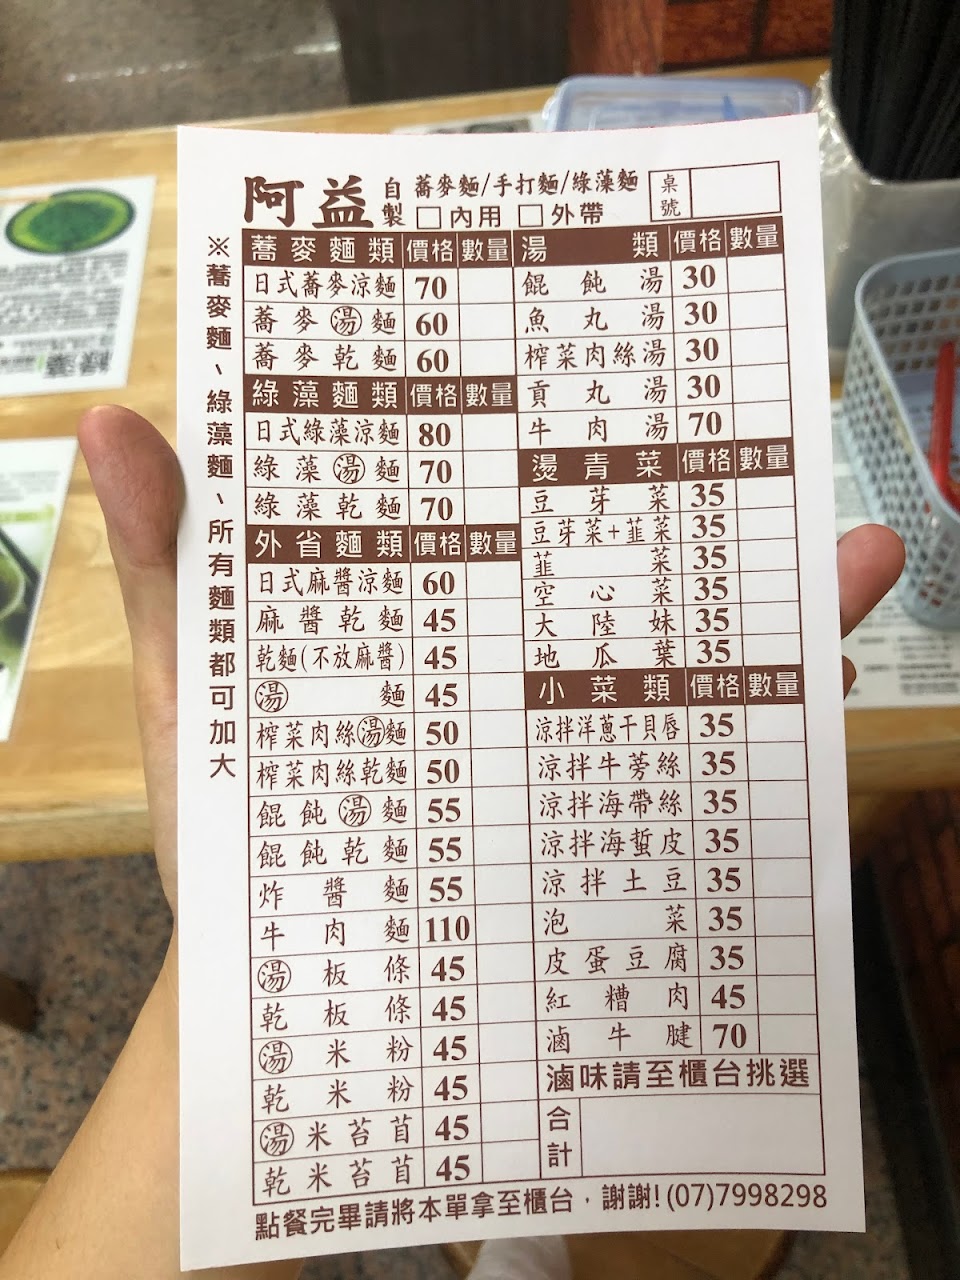 阿益 自製 蕎麥麵/手打麵/綠藻麵
□內用 □外帶
桌號
※蕎麥麵、綠藻麵、所有麵類都可加大
蕎麥麵類 價格 數量
日式蕎麥涼麵 70
蕎麥湯麵 60
蕎麥乾麵 60
綠藻麵類 價格 數量
日式綠藻涼麵 80
綠藻湯麵 70
綠藻乾麵 70
外省麵類 價格 數量
日式麻醬涼麵 60
麻醬乾麵 45
乾麵(不放麻醬) 45
湯麵 45
榨菜肉絲湯麵 50
榨菜肉絲乾麵 50
餛飩湯麵 55
餛飩乾麵 55
炸醬麵 55
牛肉麵 110
湯板條 45
乾板條 45
湯米粉 45
乾米粉 45
湯米苔苜 45
乾米苔苜 45
湯類 價格 數量
餛飩湯 30
魚丸湯 30
榨菜肉絲湯 30
貢丸湯 30
牛肉湯 70
燙青菜 價格 數量
豆芽菜 35
豆芽菜+韮菜 35
韮菜 35
空心菜 35
大陸妹 35
地瓜葉 35
小菜類 價格 數量
涼拌洋蔥干貝唇 35
涼拌牛蒡絲 35
涼拌海帶絲 35
涼拌海蜇皮 35
涼拌土豆 35
泡菜 35
皮蛋豆腐 35
紅糟肉 45
滷牛腱 70
滷味請至櫃台挑選
合計
點餐完畢請將本單拿至櫃台，謝謝!(07)7998298